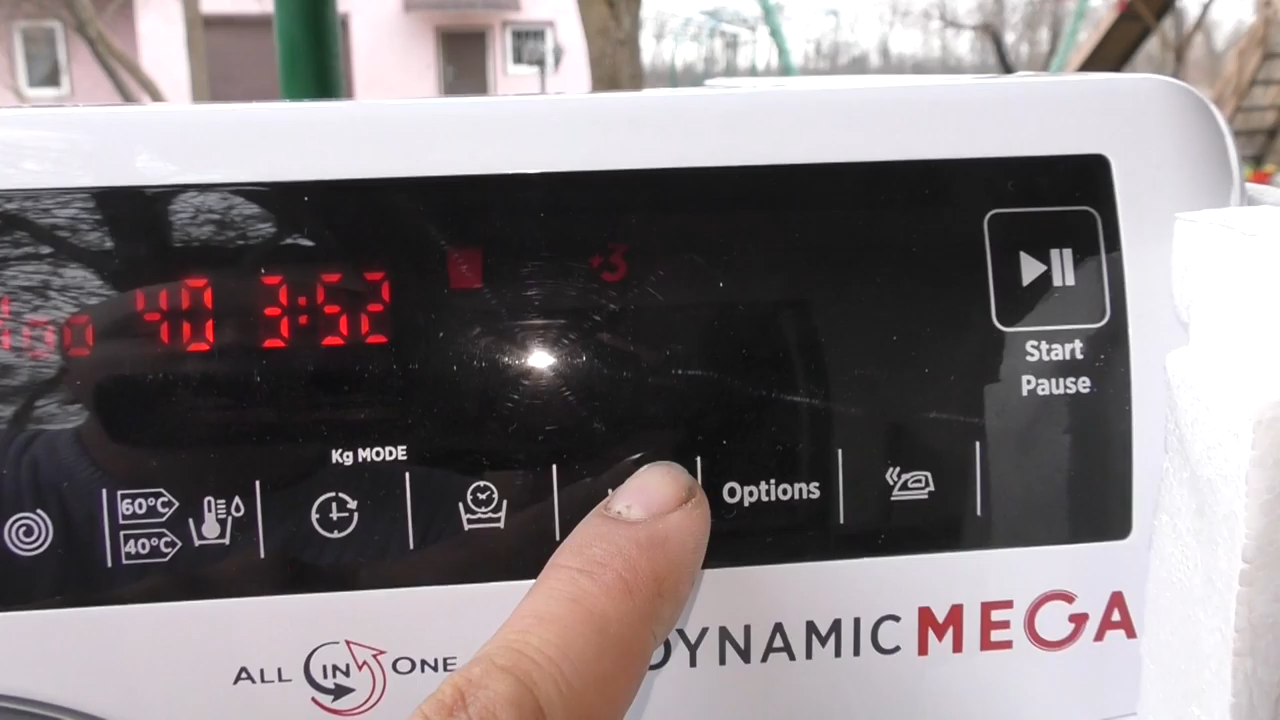 40 3:52
+3
Start
Pause
Kg MODE
60°C
40°C
Options
DYNAMIC MEGA
ALL IN ONE